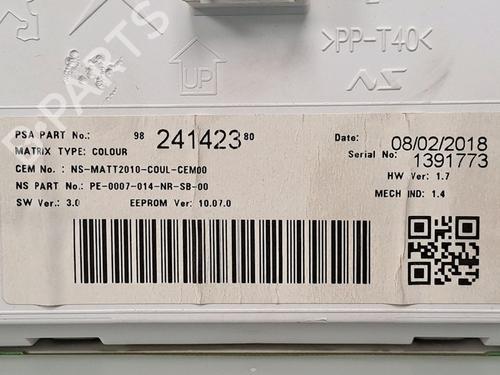 B-PARTS
>PP-T40<
UP
PSA PART No.: 98 241423 80
MATRIX TYPE: COLOUR
CEM No. : NS-MATT2010-COUL-CEM00
NS PART No.: PE-0007-014-NR-SB-00
SW Ver.: 3.0 EEPROM Ver: 10.07.0
Date: 08/02/2018
Serial No: 1391773
HW Ver: 1.7
MECH IND: 1.4